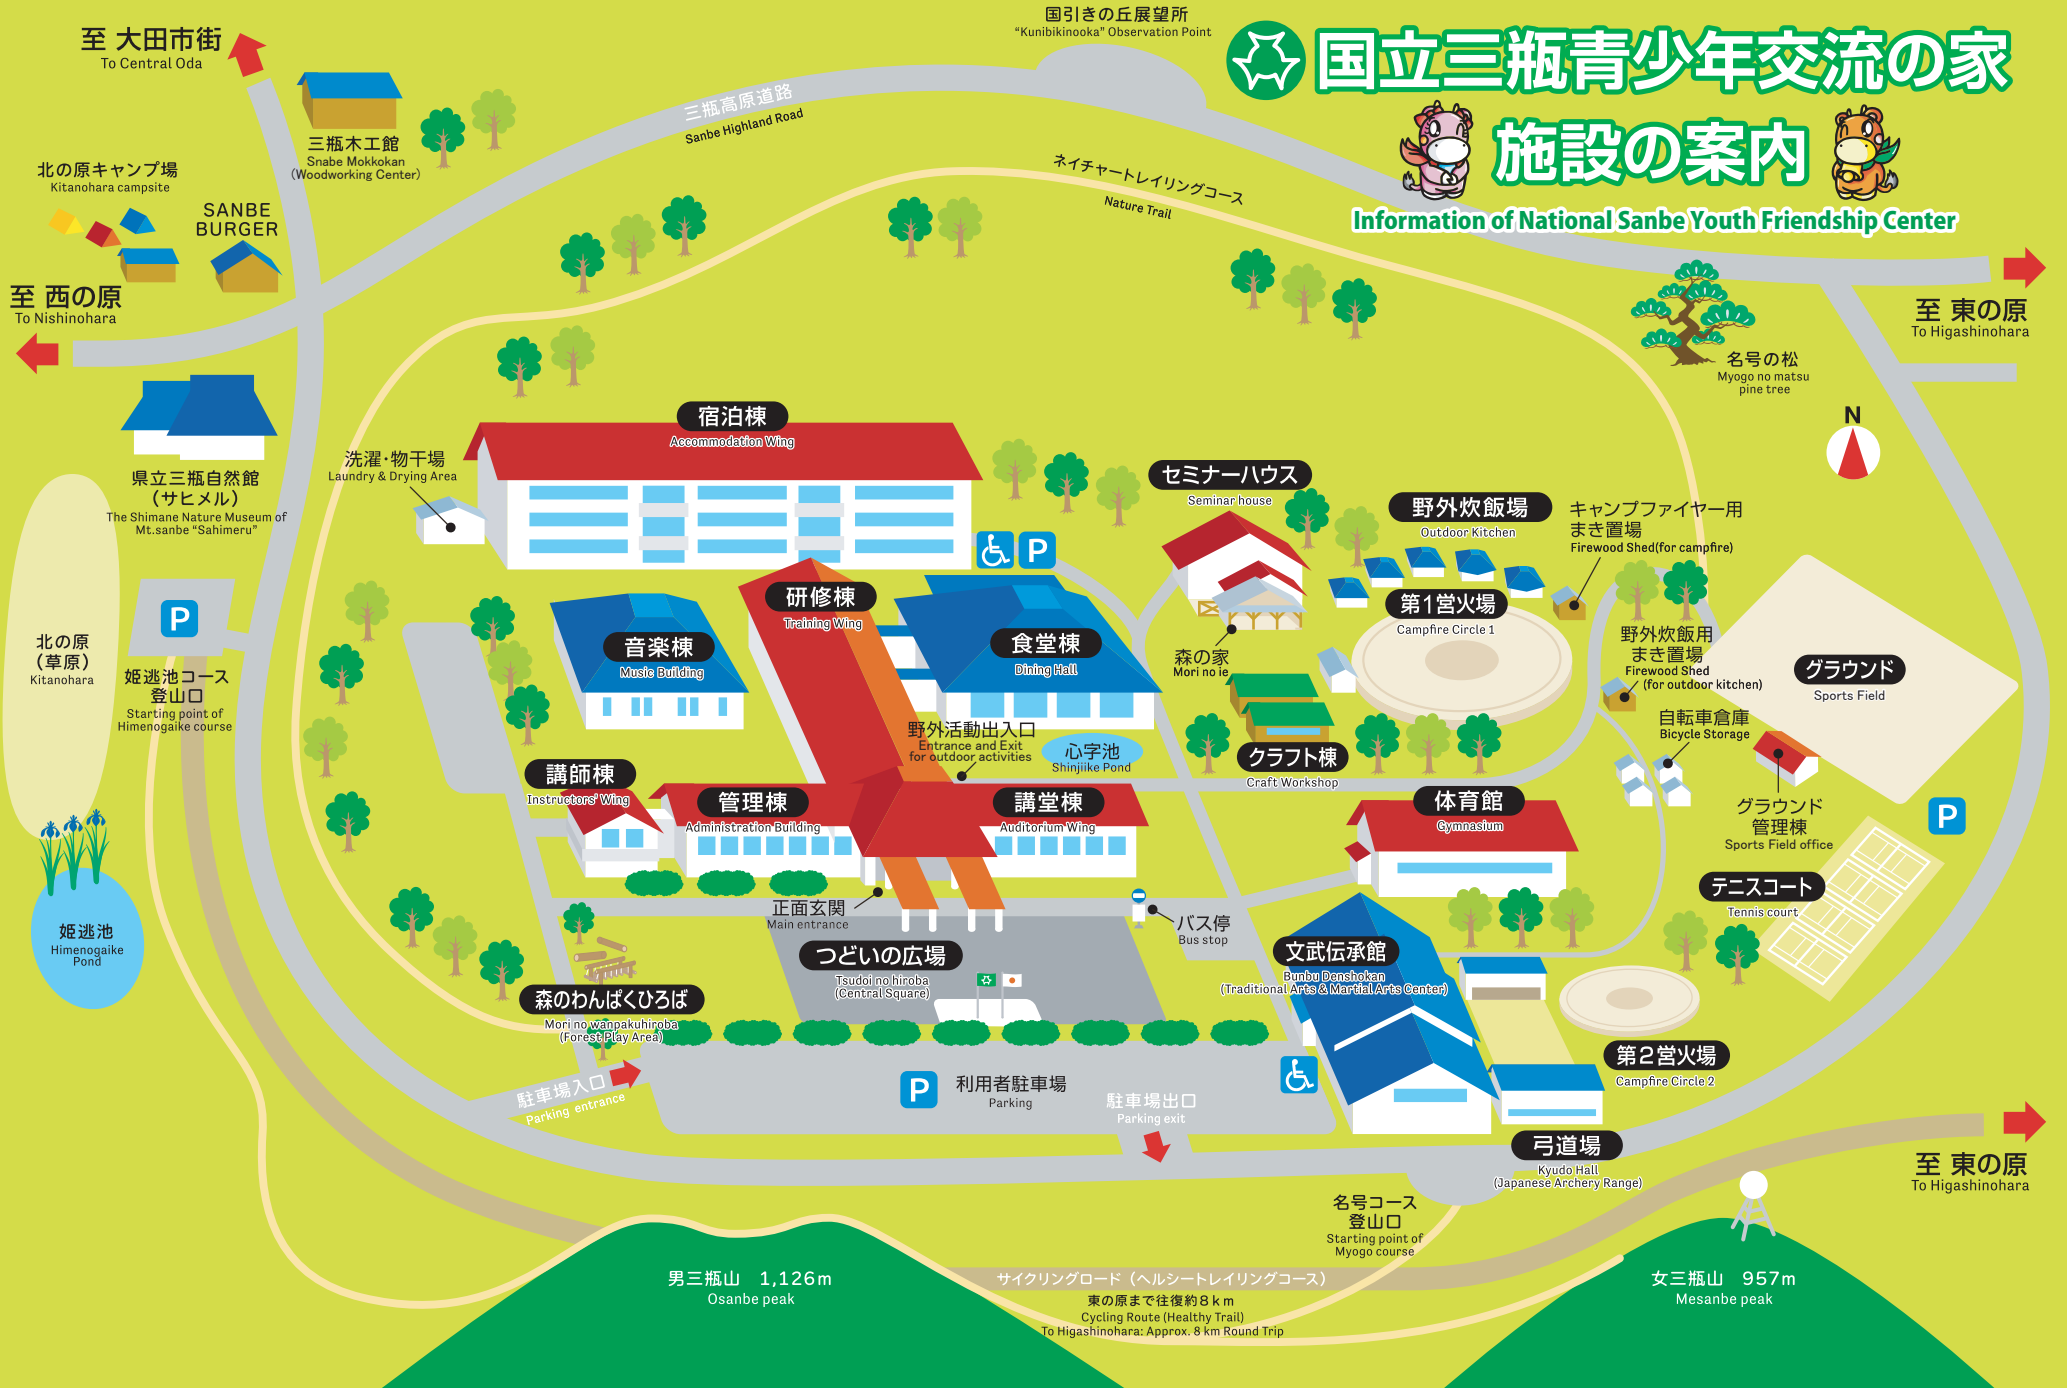 国立三瓶青少年交流の家
施設の案内
Information of National Sanbe Youth Friendship Center
国引きの丘展望所
“Kunibikinooka” Observation Point
至 大田市街
To Central Oda
三瓶木工館
Snabe Mokkokan
(Woodworking Center)
三瓶高原道路
Sanbe Highland Road
ネイチャートレイリングコース
Nature Trail
北の原キャンプ場
Kitanohara campsite
SANBE
BURGER
至 西の原
To Nishinohara
至 東の原
To Higashinohara
名号の松
Myogo no matsu
pine tree
N
県立三瓶自然館
（サヒメル）
The Shimane Nature Museum of
Mt.sanbe “Sahimeru”
洗濯・物干場
Laundry & Drying Area
宿泊棟
Accommodation Wing
P
セミナーハウス
Seminar house
野外炊飯場
Outdoor Kitchen
キャンプファイヤー用
まき置場
Firewood Shed(for campfire)
研修棟
Training Wing
音楽棟
Music Building
食堂棟
Dining Hall
第1営火場
Campfire Circle 1
森の家
Mori no ie
野外炊飯用
まき置場
Firewood Shed
(for outdoor kitchen)
グラウンド
Sports Field
P
北の原
（草原）
Kitanohara
姫逃池コース
登山口
Starting point of
Himenogaike course
野外活動出入口
Entrance and Exit
for outdoor activities
心字池
Shinjiike Pond
クラフト棟
Craft Workshop
自転車倉庫
Bicycle Storage
講師棟
Instructors' Wing
管理棟
Administration Building
講堂棟
Auditorium Wing
体育館
Gymnasium
グラウンド
管理棟
Sports Field office
P
テニスコート
Tennis court
正面玄関
Main entrance
バス停
Bus stop
姫逃池
Himenogaike
Pond
つどいの広場
Tsudoi no hiroba
(Central Square)
文武伝承館
Bunbu Denshokan
(Traditional Arts & Martial Arts Center)
森のわんぱくひろば
Mori no wanpakuhiroba
(Forest Play Area)
第2営火場
Campfire Circle 2
駐車場入口
Parking entrance
P
利用者駐車場
Parking
駐車場出口
Parking exit
弓道場
Kyudo Hall
(Japanese Archery Range)
至 東の原
To Higashinohara
名号コース
登山口
Starting point of
Myogo course
男三瓶山　1,126m
Osanbe peak
サイクリングロード（ヘルシートレイリングコース）
東の原まで往復約8km
Cycling Route (Healthy Trail)
To Higashinohara: Approx. 8 km Round Trip
女三瓶山　957m
Mesanbe peak